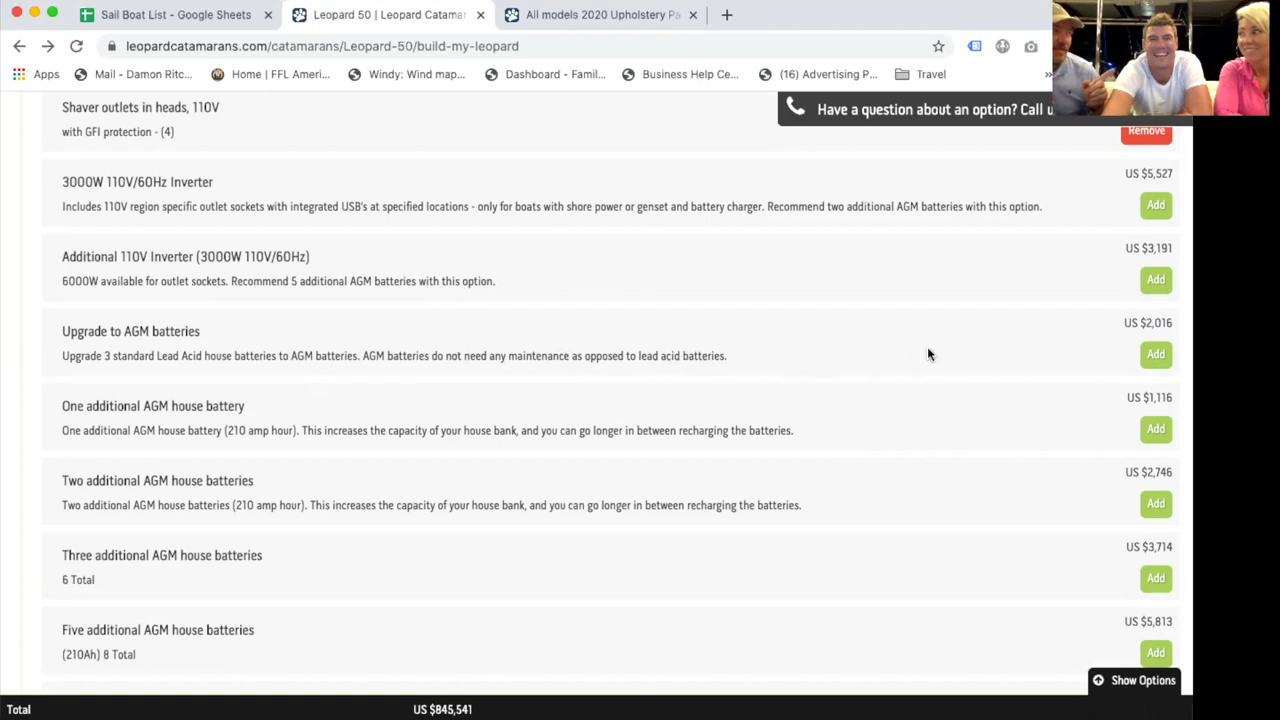 Sail Boat List - Google Sheets
Leopard 50 | Leopard Catamar
All models 2020 Upholstery Pa
leopardcatamarans.com/catamarans/Leopard-50/build-my-leopard
Apps
Mail - Damon Ritc...
Home | FFL Ameri...
Windy: Wind map...
Dashboard - Famil...
Business Help Ce...
(16) Advertising P...
Travel
»
Shaver outlets in heads, 110V
with GFI protection - (4)
Have a question about an option? Call u
Remove
3000W 110V/60Hz Inverter
Includes 110V region specific outlet sockets with integrated USB's at specified locations - only for boats with shore power or genset and battery charger. Recommend two additional AGM batteries with this option.
US $5,527
Add
Additional 110V Inverter (3000W 110V/60Hz)
6000W available for outlet sockets. Recommend 5 additional AGM batteries with this option.
US $3,191
Add
Upgrade to AGM batteries
Upgrade 3 standard Lead Acid house batteries to AGM batteries. AGM batteries do not need any maintenance as opposed to lead acid batteries.
US $2,016
Add
One additional AGM house battery
One additional AGM house battery (210 amp hour). This increases the capacity of your house bank, and you can go longer in between recharging the batteries.
US $1,116
Add
Two additional AGM house batteries
Two additional AGM house batteries (210 amp hour). This increases the capacity of your house bank, and you can go longer in between recharging the batteries.
US $2,746
Add
Three additional AGM house batteries
6 Total
US $3,714
Add
Five additional AGM house batteries
(210Ah) 8 Total
US $5,813
Add
Show Options
Total
US $845,541